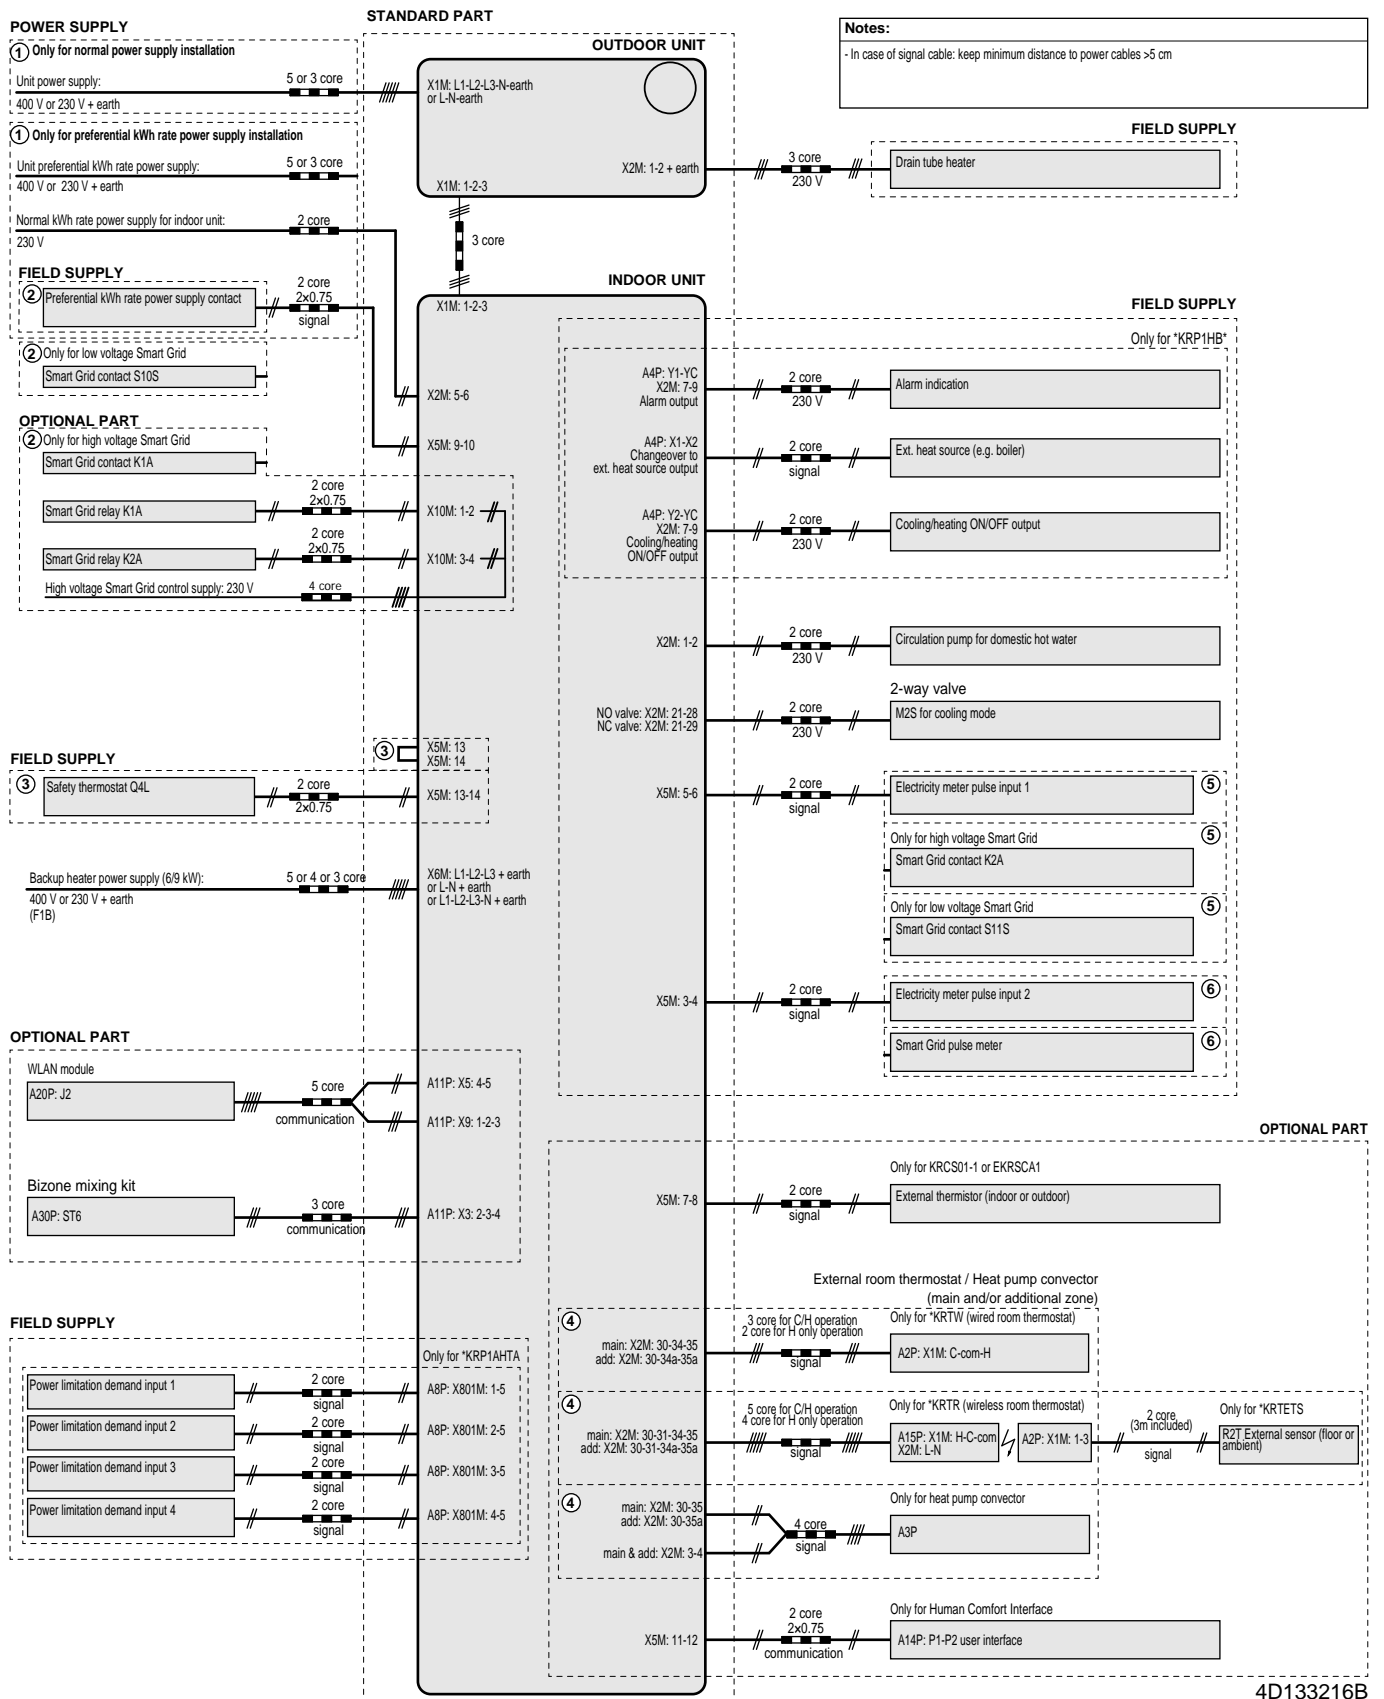 STANDARD PART
POWER SUPPLY
① Only for normal power supply installation
Unit power supply:
5 or 3 core
400 V or 230 V + earth
① Only for preferential kWh rate power supply installation
Unit preferential kWh rate power supply:
5 or 3 core
400 V or 230 V + earth
Normal kWh rate power supply for indoor unit:
2 core
230 V
FIELD SUPPLY
② Preferential kWh rate power supply contact
2 core
2x0.75
signal
② Only for low voltage Smart Grid
Smart Grid contact S10S
OPTIONAL PART
② Only for high voltage Smart Grid
Smart Grid contact K1A
Smart Grid relay K1A
2 core
2x0.75
Smart Grid relay K2A
2 core
2x0.75
High voltage Smart Grid control supply: 230 V
4 core
FIELD SUPPLY
③ Safety thermostat Q4L
2 core
2x0.75
Backup heater power supply (6/9 kW):
5 or 4 or 3 core
400 V or 230 V + earth
(F1B)
OPTIONAL PART
WLAN module
A20P: J2
5 core
communication
Bizone mixing kit
A30P: ST6
3 core
communication
FIELD SUPPLY
Only for *KRP1AHTA
Power limitation demand input 1
2 core
signal
A8P: X801M: 1-5
Power limitation demand input 2
2 core
signal
A8P: X801M: 2-5
Power limitation demand input 3
2 core
signal
A8P: X801M: 3-5
Power limitation demand input 4
2 core
signal
A8P: X801M: 4-5
OUTDOOR UNIT
X1M: L1-L2-L3-N-earth
or L-N-earth
X2M: 1-2 + earth
X1M: 1-2-3
3 core
INDOOR UNIT
X1M: 1-2-3
X2M: 5-6
X5M: 9-10
X10M: 1-2
X10M: 3-4
③
X5M: 13
X5M: 14
X5M: 13-14
X6M: L1-L2-L3 + earth
or L-N + earth
or L1-L2-L3-N + earth
A11P: X5: 4-5
A11P: X9: 1-2-3
A11P: X3: 2-3-4
Notes:
- In case of signal cable: keep minimum distance to power cables >5 cm
FIELD SUPPLY
3 core
230 V
Drain tube heater
FIELD SUPPLY
Only for *KRP1HB*
A4P: Y1-YC
X2M: 7-9
Alarm output
2 core
230 V
Alarm indication
A4P: X1-X2
Changeover to
ext. heat source output
2 core
signal
Ext. heat source (e.g. boiler)
A4P: Y2-YC
X2M: 7-9
Cooling/heating
ON/OFF output
2 core
230 V
Cooling/heating ON/OFF output
X2M: 1-2
2 core
230 V
Circulation pump for domestic hot water
2-way valve
NO valve: X2M: 21-28
NC valve: X2M: 21-29
2 core
230 V
M2S for cooling mode
X5M: 5-6
2 core
signal
Electricity meter pulse input 1
⑤
Only for high voltage Smart Grid
⑤
Smart Grid contact K2A
Only for low voltage Smart Grid
⑤
Smart Grid contact S11S
X5M: 3-4
2 core
signal
Electricity meter pulse input 2
⑥
Smart Grid pulse meter
⑥
OPTIONAL PART
Only for KRCS01-1 or EKRSCA1
X5M: 7-8
2 core
signal
External thermistor (indoor or outdoor)
External room thermostat / Heat pump convector
(main and/or additional zone)
④
main: X2M: 30-34-35
add: X2M: 30-34a-35a
3 core for C/H operation
2 core for H only operation
signal
Only for *KRTW (wired room thermostat)
A2P: X1M: C-com-H
④
main: X2M: 30-31-34-35
add: X2M: 30-31-34a-35a
5 core for C/H operation
4 core for H only operation
signal
Only for *KRTR (wireless room thermostat)
A15P: X1M: H-C-com
X2M: L-N
A2P: X1M: 1-3
2 core
(3m included)
signal
Only for *KRTETS
R2T External sensor (floor or
ambient)
④
main: X2M: 30-35
add: X2M: 30-35a
main & add: X2M: 3-4
4 core
signal
Only for heat pump convector
A3P
X5M: 11-12
2 core
2x0.75
communication
Only for Human Comfort Interface
A14P: P1-P2 user interface
4D133216B